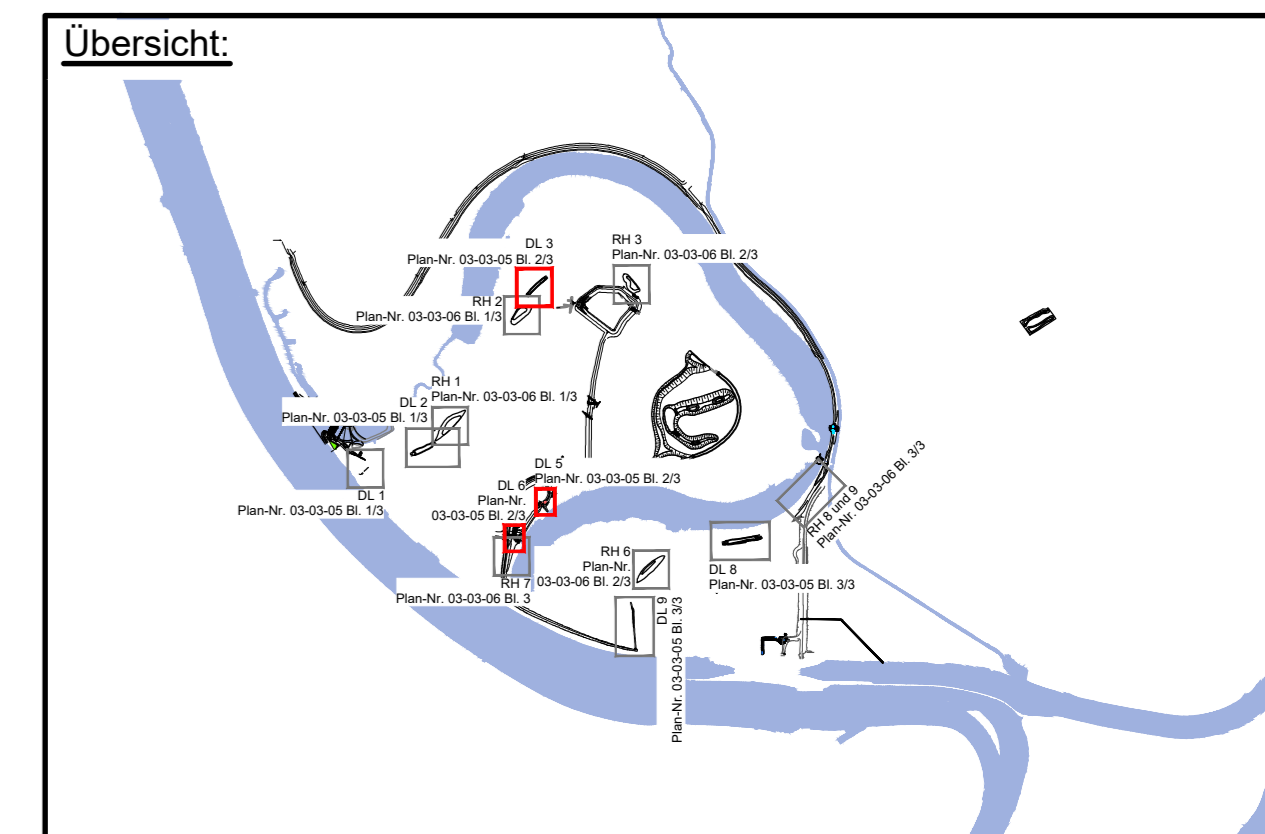 Übersicht:
DL 3
Plan-Nr. 03-03-05 Bl. 2/3
RH 3
Plan-Nr. 03-03-06 Bl. 2/3
RH 2
Plan-Nr. 03-03-06 Bl. 1/3
RH 1
Plan-Nr. 03-03-06 Bl. 1/3
DL 2
Plan-Nr. 03-03-05 Bl. 1/3
DL 1
Plan-Nr. 03-03-05 Bl. 1/3
DL 5
Plan-Nr. 03-03-05 Bl. 2/3
DL 6
Plan-Nr.
03-03-05 Bl. 2/3
RH 7
Plan-Nr. 03-03-06 Bl. 3
RH 6
Plan-Nr.
03-03-06 Bl. 2/3
DL 9
Plan-Nr. 03-03-05 Bl. 3/3
DL 8
Plan-Nr. 03-03-05 Bl. 3/3
RH 8 und 9
Plan-Nr. 03-03-06 Bl. 3/3